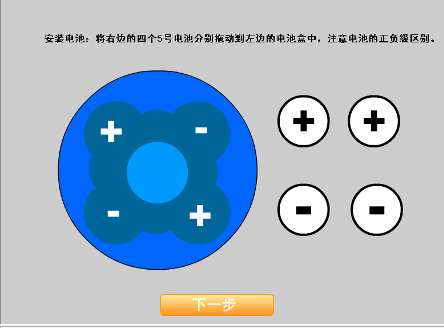 安装电池：将右边的四个5号电池分别拖动到左边的电池盒中，注意电池的正负级区别。
+ - + +
- + - -
下一步